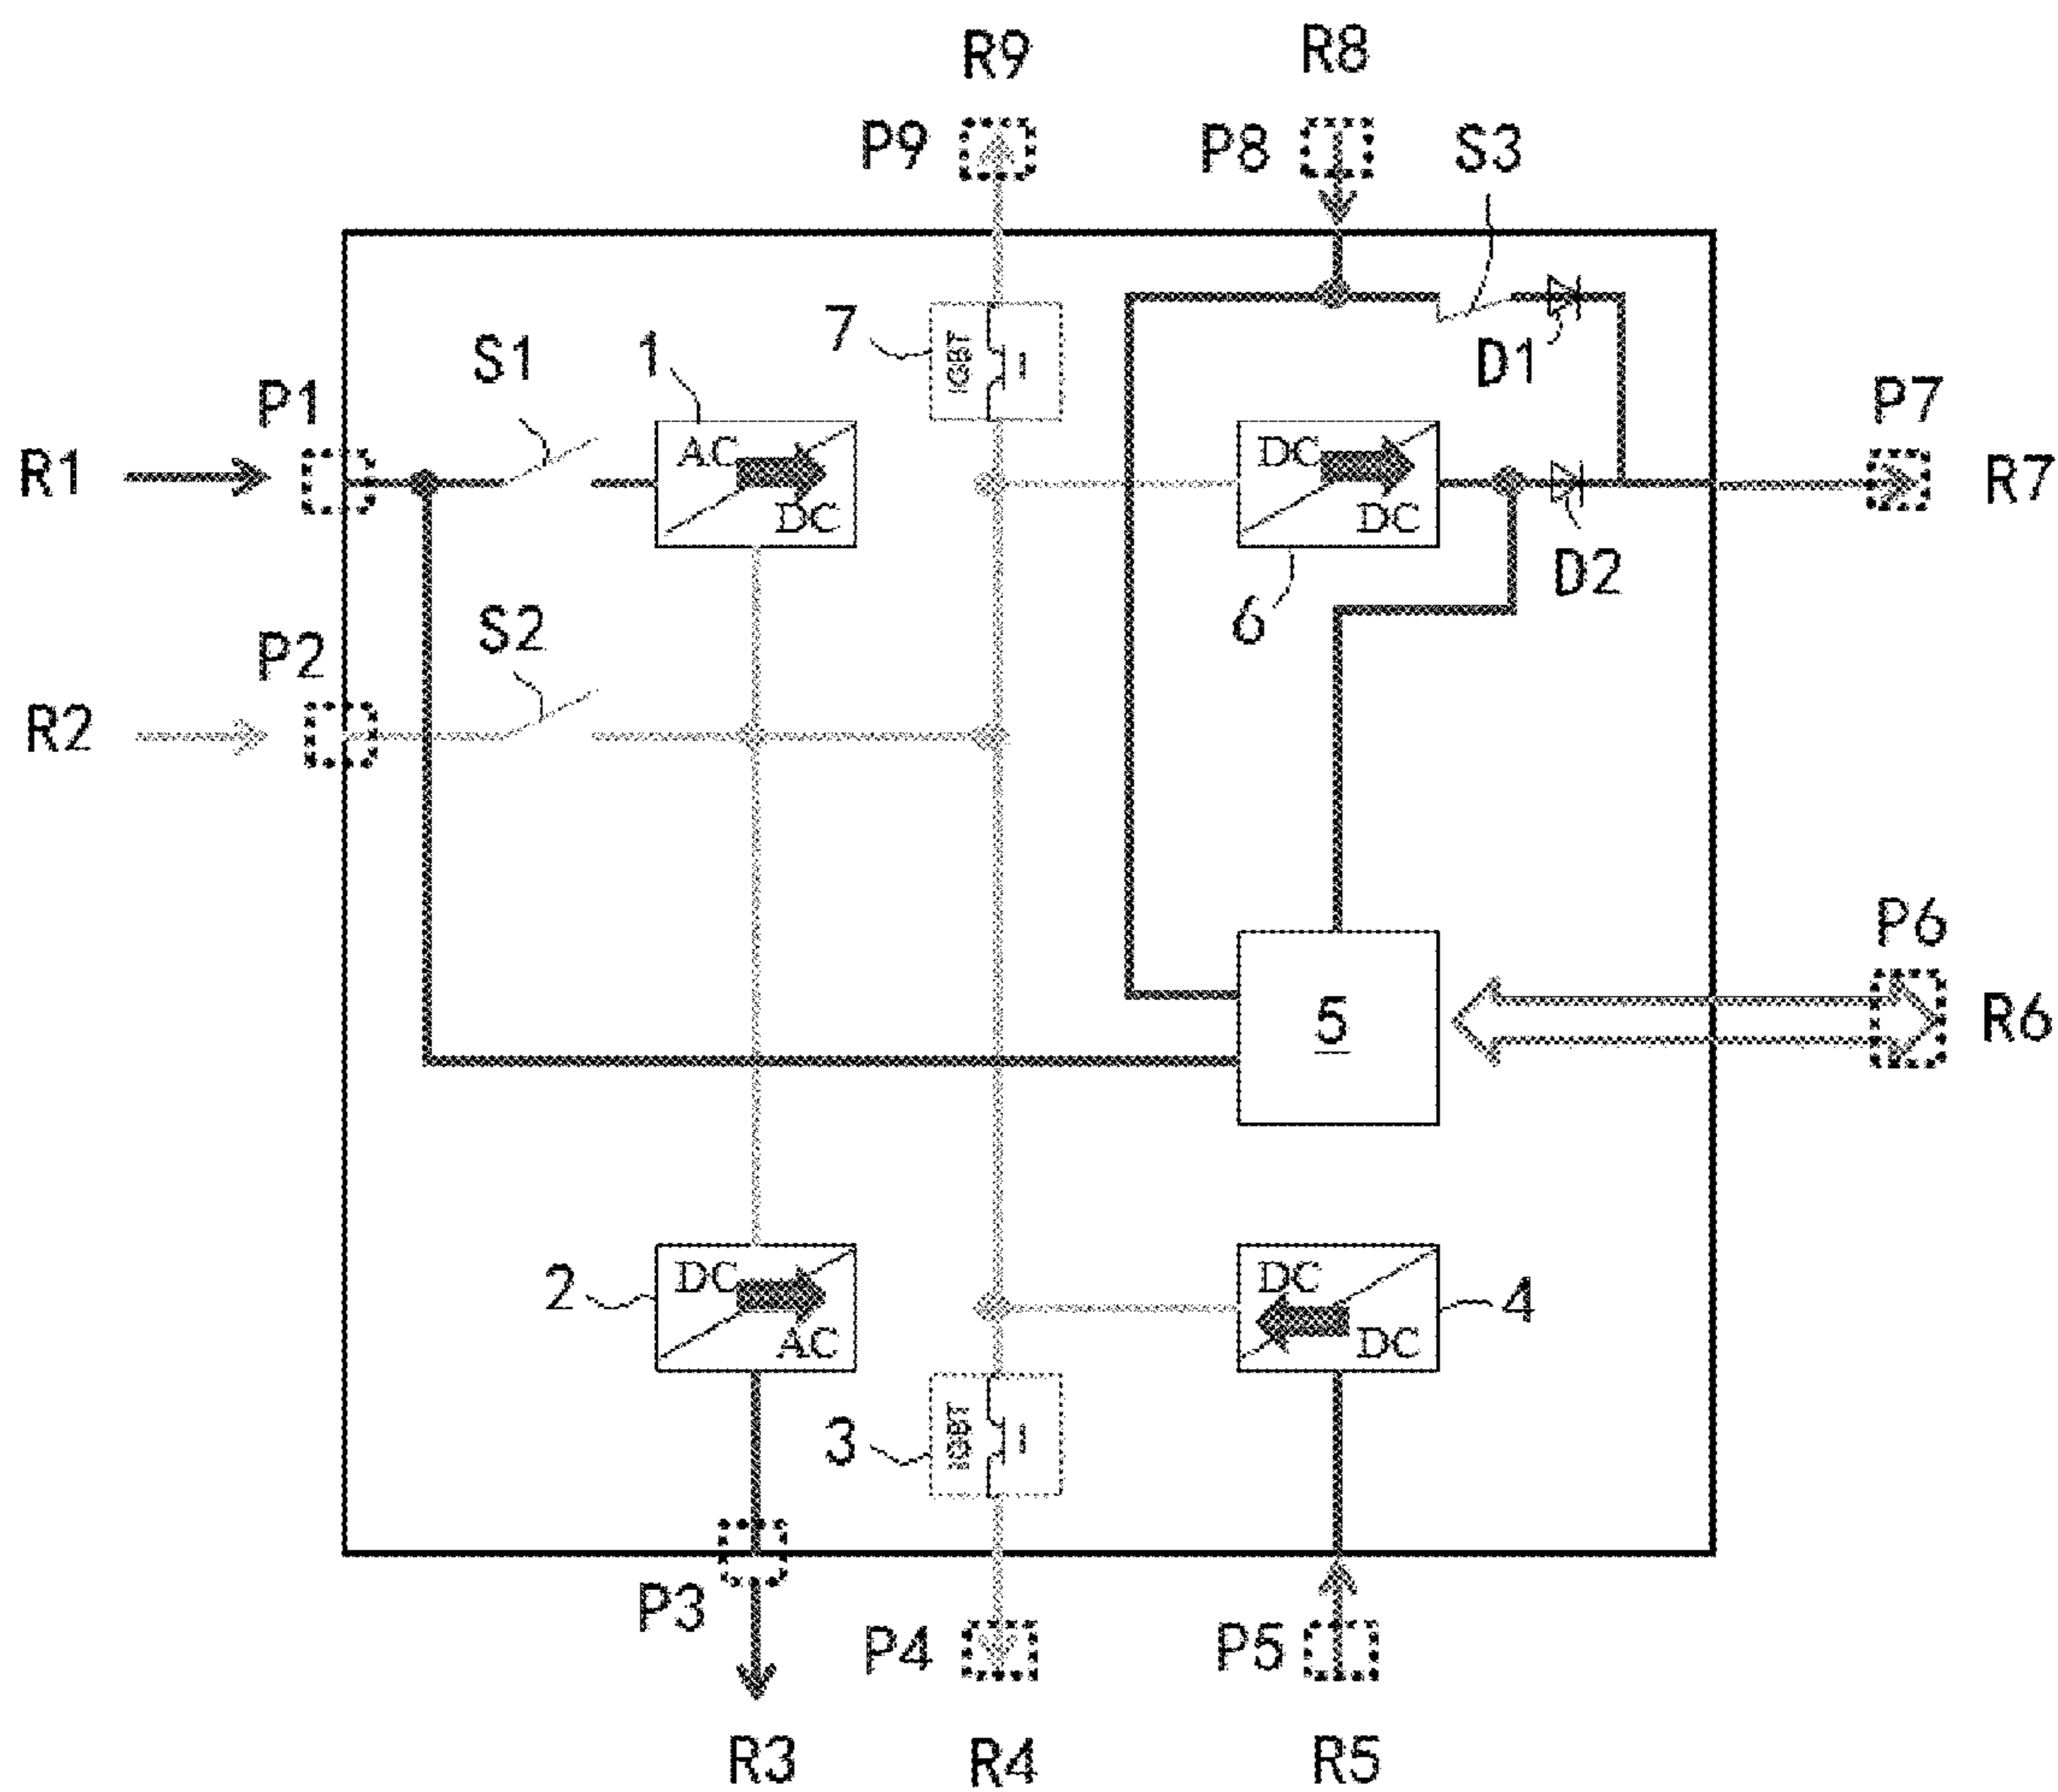 R9
R8
P9
P8
S3
7
IGBT
D1
S1
1
P1
R1
AC
DC
DC
DC
P7
R7
D2
6
S2
P2
R2
P6
5
R6
2
DC
AC
DC
DC
4
3
IGBT
P3
P4
P5
R3
R4
R5